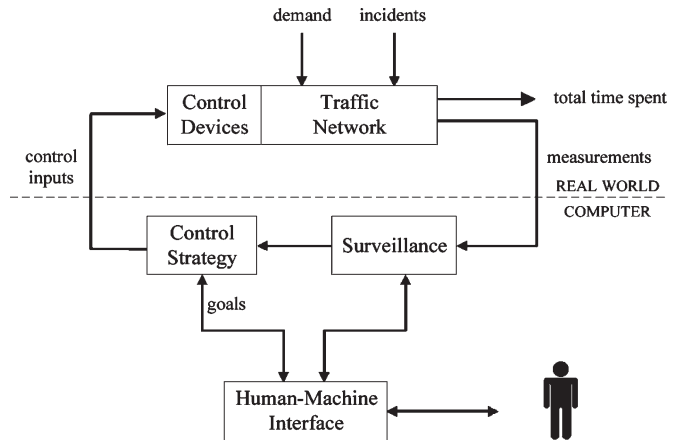 demand incidents
Control Devices
Traffic Network
total time spent
control inputs
measurements
REAL WORLD
COMPUTER
Control Strategy
Surveillance
goals
Human-Machine Interface